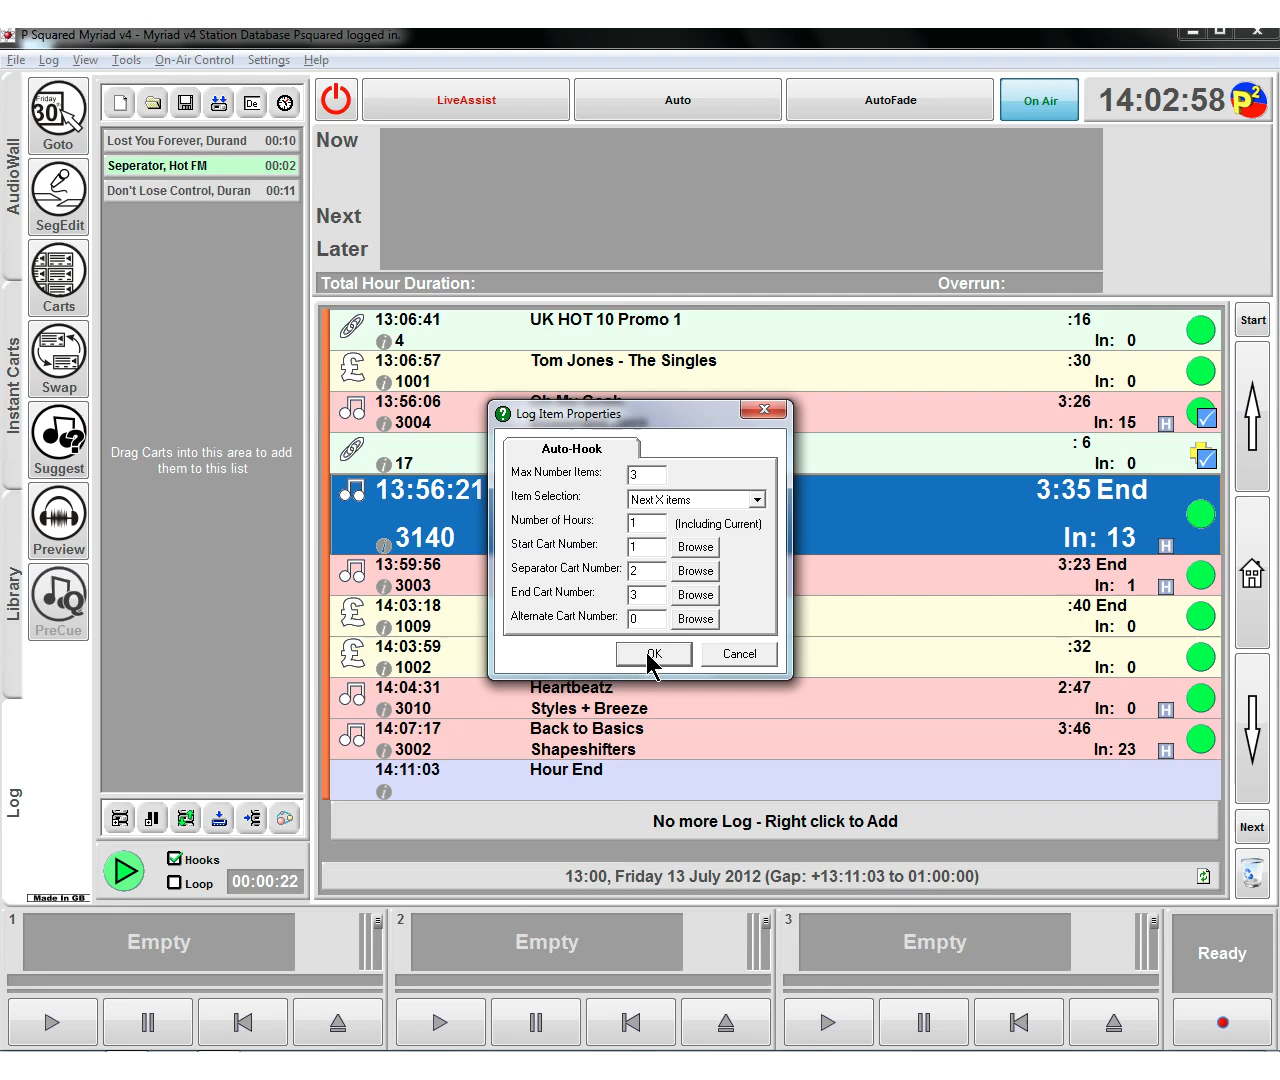 P Squared Myriad v4 - Myriad v4 Station Database Psquared logged in.
File Log View Tools On-Air Control Settings Help
AudioWall
Instant Carts
Library
Log
Friday
30
Goto
SegEdit
Carts
Swap
Suggest
Preview
PreCue
Made In GB
De
Lost You Forever, Durand 00:10
Seperator, Hot FM 00:02
Don't Lose Control, Duran 00:11
Drag Carts into this area to add
them to this list
Hooks
Loop
00:00:22
LiveAssist
Auto
AutoFade
On Air
14:02:58
P2
Now
Next
Later
Total Hour Duration: Overrun:
13:06:41 UK HOT 10 Promo 1 :16
4 In: 0
13:06:57 Tom Jones - The Singles :30
1001 In: 0
13:56:06 3:26
3004 In: 15 H
: 6
17 In: 0
13:56:21 3:35 End
3140 In: 13 H
13:59:56 3:23 End
3003 In: 1 H
14:03:18 :40 End
1009 In: 0
14:03:59 :32
1002 In: 0
14:04:31 Heartbeatz 2:47
3010 Styles + Breeze In: 0 H
14:07:17 Back to Basics 3:46
3002 Shapeshifters In: 23 H
14:11:03 Hour End
No more Log - Right click to Add
13:00, Friday 13 July 2012 (Gap: +13:11:03 to 01:00:00)
Start
Next
Log Item Properties
Auto-Hook
Max Number Items: 3
Item Selection: Next X items
Number of Hours: 1 (Including Current)
Start Cart Number: 1 Browse
Separator Cart Number: 2 Browse
End Cart Number: 3 Browse
Alternate Cart Number: 0 Browse
OK Cancel
1 Empty
2 Empty
3 Empty
Ready